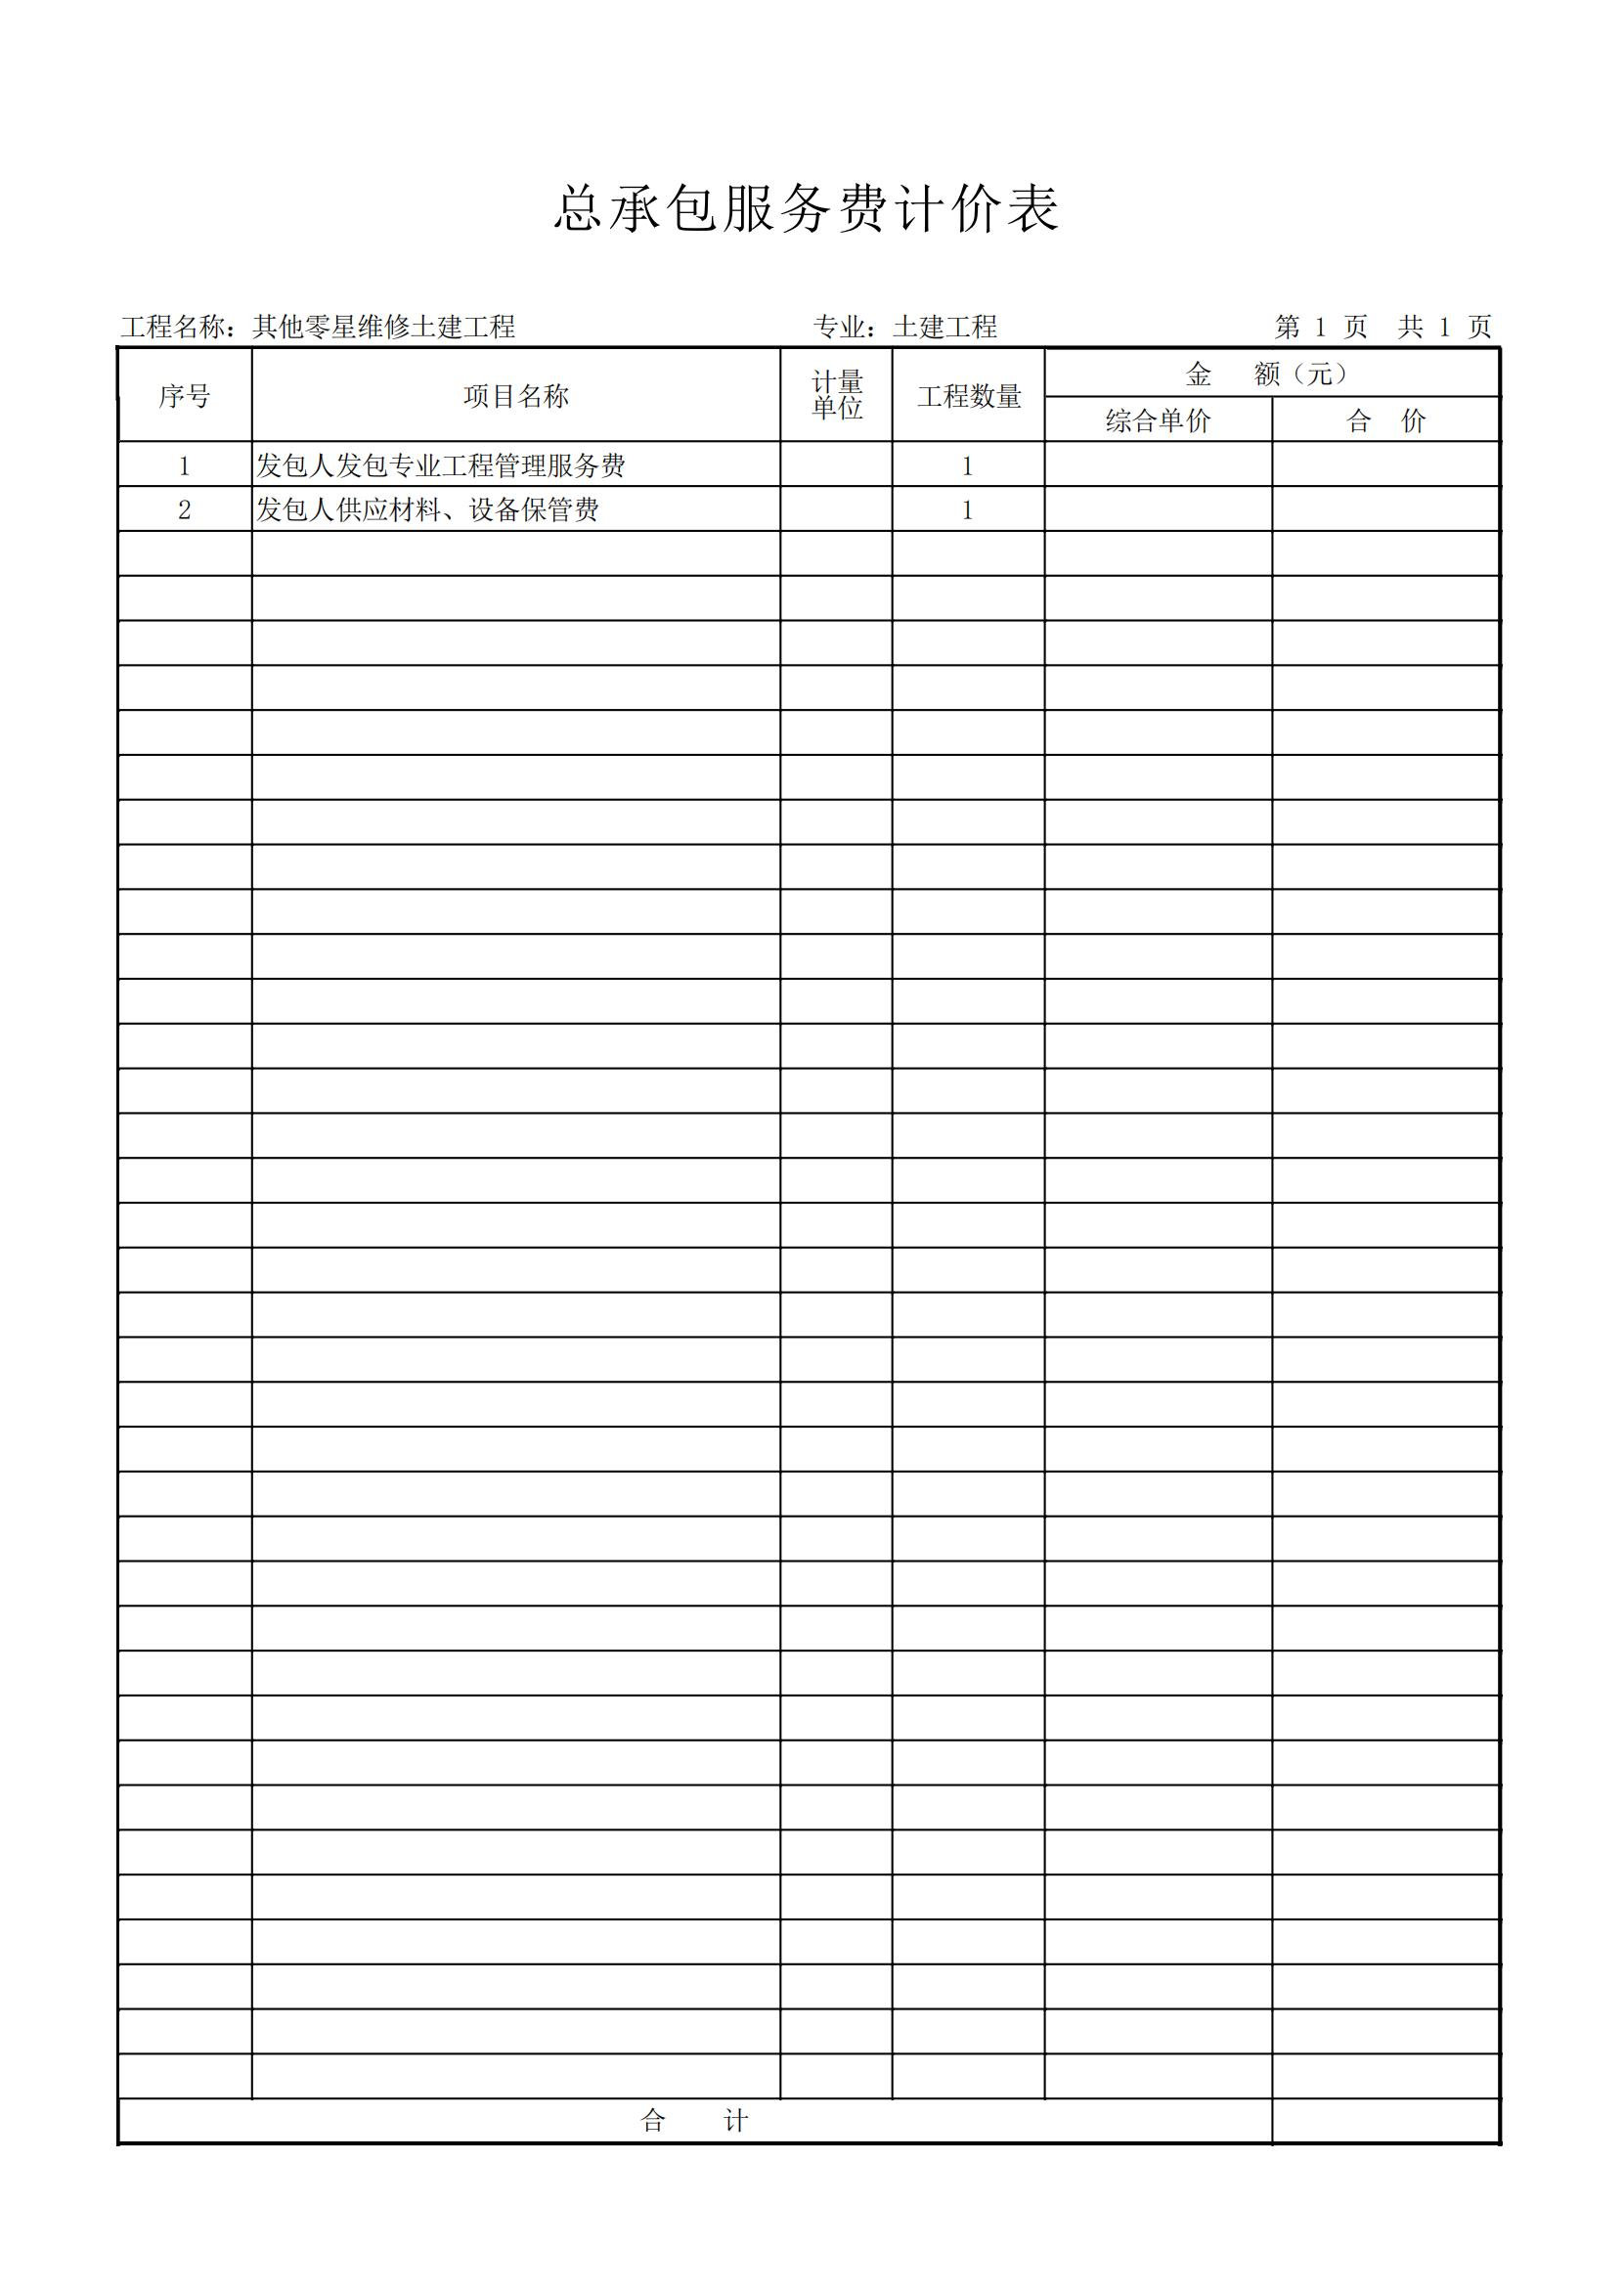 总承包服务费计价表
工程名称：其他零星维修土建工程 专业：土建工程 第 1 页 共 1 页
序号 项目名称 计量单位 工程数量 金 额（元）
综合单价 合 价
1 发包人发包专业工程管理服务费 1
2 发包人供应材料、设备保管费 1
合 计